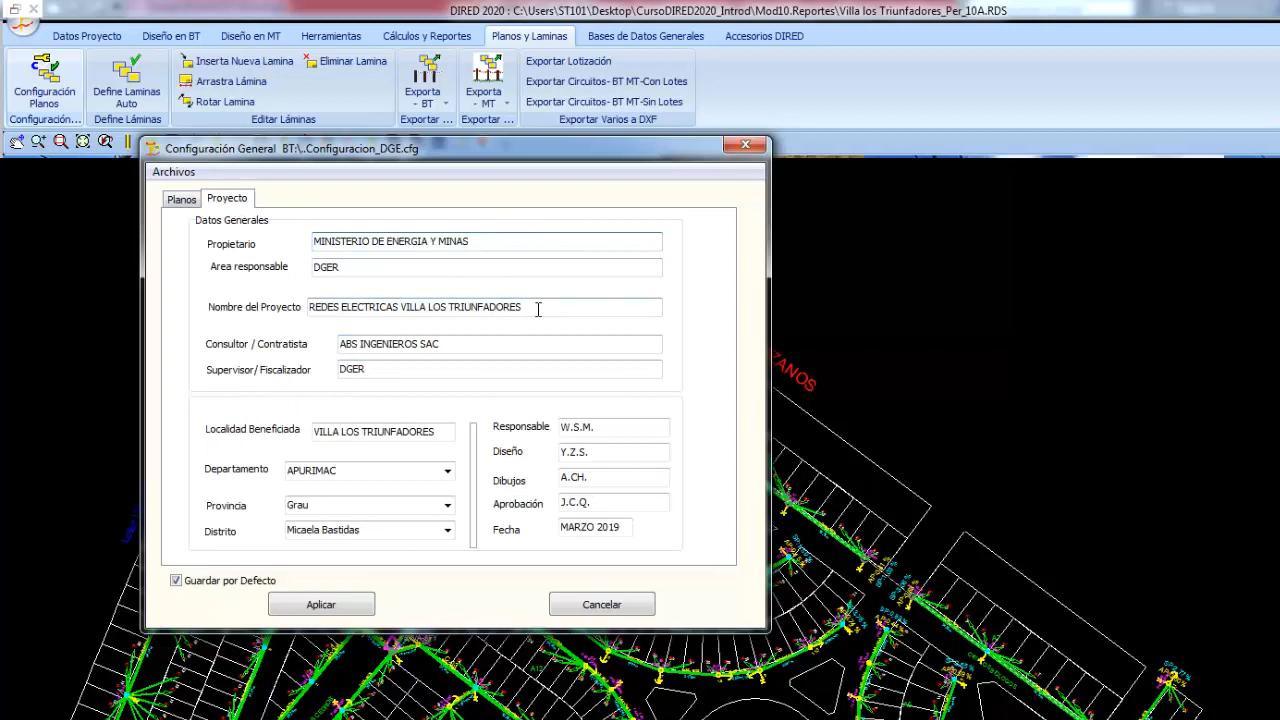 DIRED 2020 : C:\Users\ST101\Desktop\CursoDIRED2020_Introd\Mod10.Reportes\Villa los Triunfadores_Per_10A.RDS
Datos Proyecto Diseño en BT Diseño en MT Herramientas Cálculos y Reportes Planos y Laminas Bases de Datos Generales Accesorios DIRED
Configuración Planos
Define Laminas Auto
Inserta Nueva Lamina Eliminar Lamina
Arrastra Lámina
Rotar Lamina
Exporta - BT
Exporta - MT
Exportar Lotización
Exportar Circuitos- BT MT-Con Lotes
Exportar Circuitos- BT MT-Sin Lotes
Configuración... Define Láminas Editar Láminas Exportar ... Exportar ... Exportar Varios a DXF
Configuración General BT:\..Configuracion_DGE.cfg
Archivos
Planos Proyecto
Datos Generales
Propietario MINISTERIO DE ENERGIA Y MINAS
Area responsable DGER
Nombre del Proyecto REDES ELECTRICAS VILLA LOS TRIUNFADORES
Consultor / Contratista ABS INGENIEROS SAC
Supervisor/ Fiscalizador DGER
Localidad Beneficiada VILLA LOS TRIUNFADORES
Departamento APURIMAC
Provincia Grau
Distrito Micaela Bastidas
Responsable W.S.M.
Diseño Y.Z.S.
Dibujos A.CH.
Aprobación J.C.Q.
Fecha MARZO 2019
Guardar por Defecto
Aplicar Cancelar